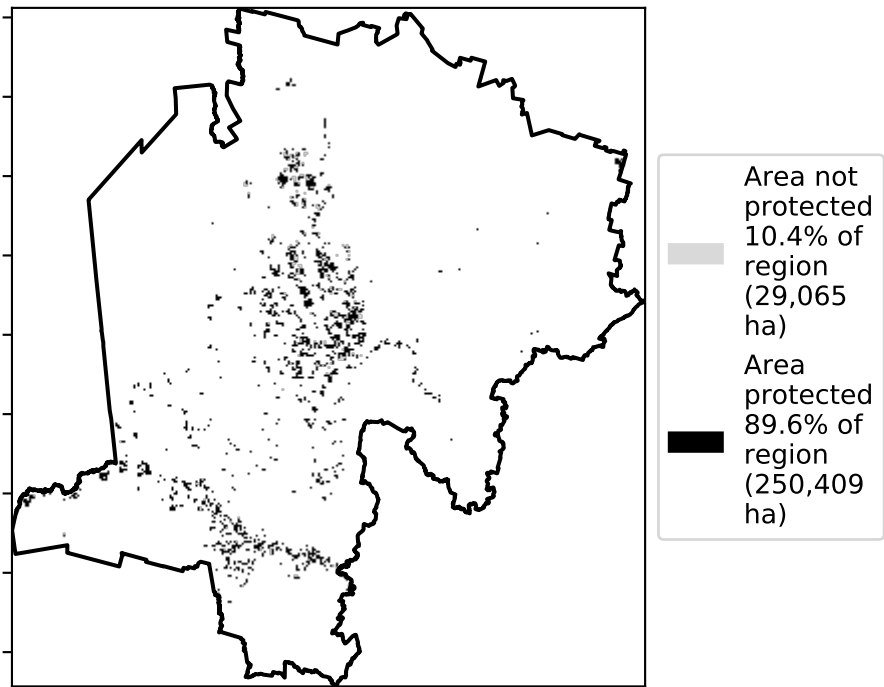 Area not
protected
10.4% of
region
(29,065
ha)
Area
protected
89.6% of
region
(250,409
ha)